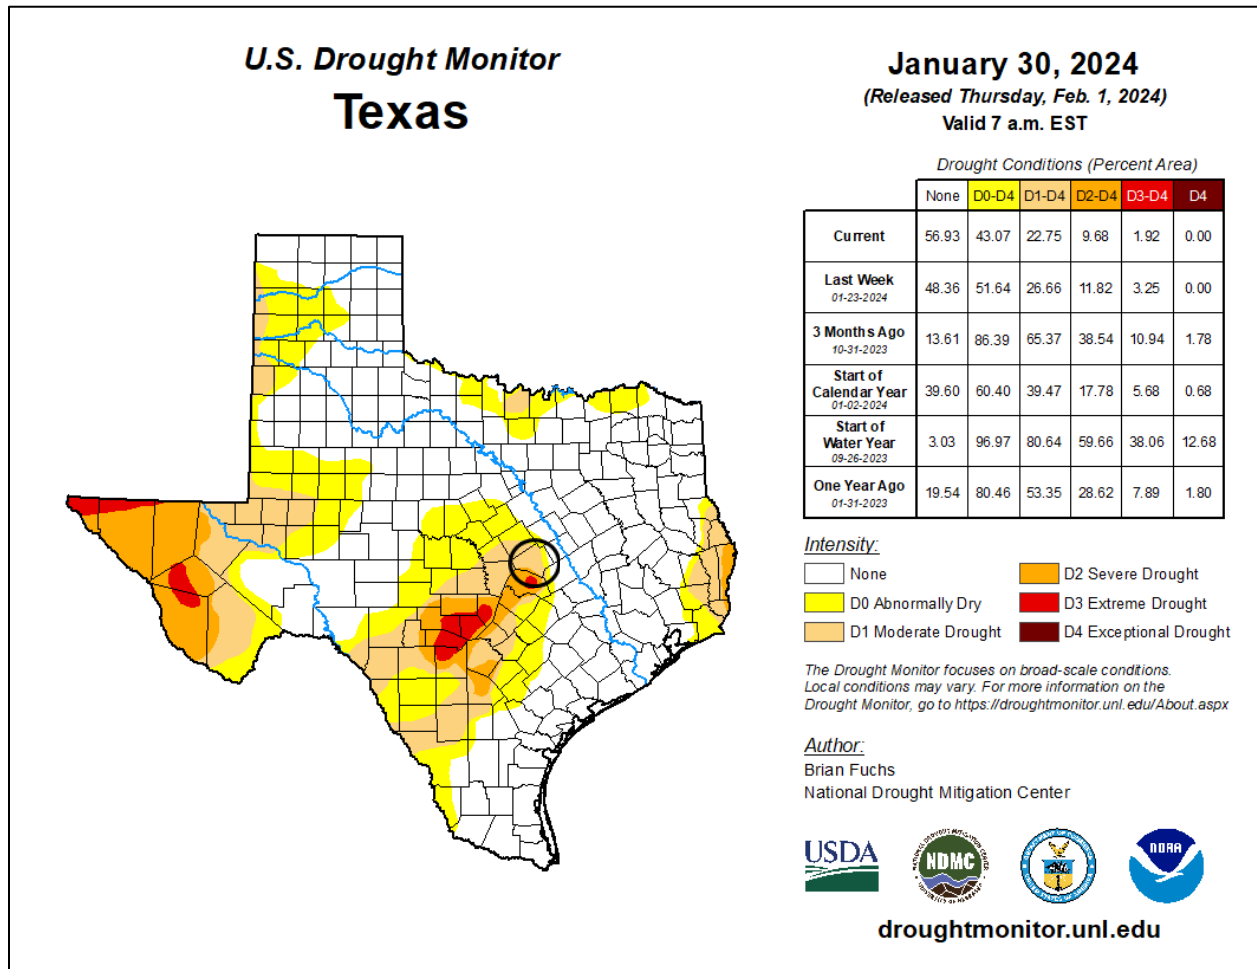 U.S. Drought Monitor
Texas
January 30, 2024
(Released Thursday, Feb. 1, 2024)
Valid 7 a.m. EST
Drought Conditions (Percent Area)
None D0-D4 D1-D4 D2-D4 D3-D4 D4
Current 56.93 43.07 22.75 9.68 1.92 0.00
Last Week
01-23-2024
48.36 51.64 26.66 11.82 3.25 0.00
3 Months Ago
10-31-2023
13.61 86.39 65.37 38.54 10.94 1.78
Start of
Calendar Year
01-02-2024
39.60 60.40 39.47 17.78 5.68 0.68
Start of
Water Year
09-26-2023
3.03 96.97 80.64 59.66 38.06 12.68
One Year Ago
01-31-2023
19.54 80.46 53.35 28.62 7.89 1.80
Intensity:
None
D0 Abnormally Dry
D1 Moderate Drought
D2 Severe Drought
D3 Extreme Drought
D4 Exceptional Drought
The Drought Monitor focuses on broad-scale conditions.
Local conditions may vary. For more information on the
Drought Monitor, go to https://droughtmonitor.unl.edu/About.aspx
Author:
Brian Fuchs
National Drought Mitigation Center
USDA
NDMC
NOAA
droughtmonitor.unl.edu